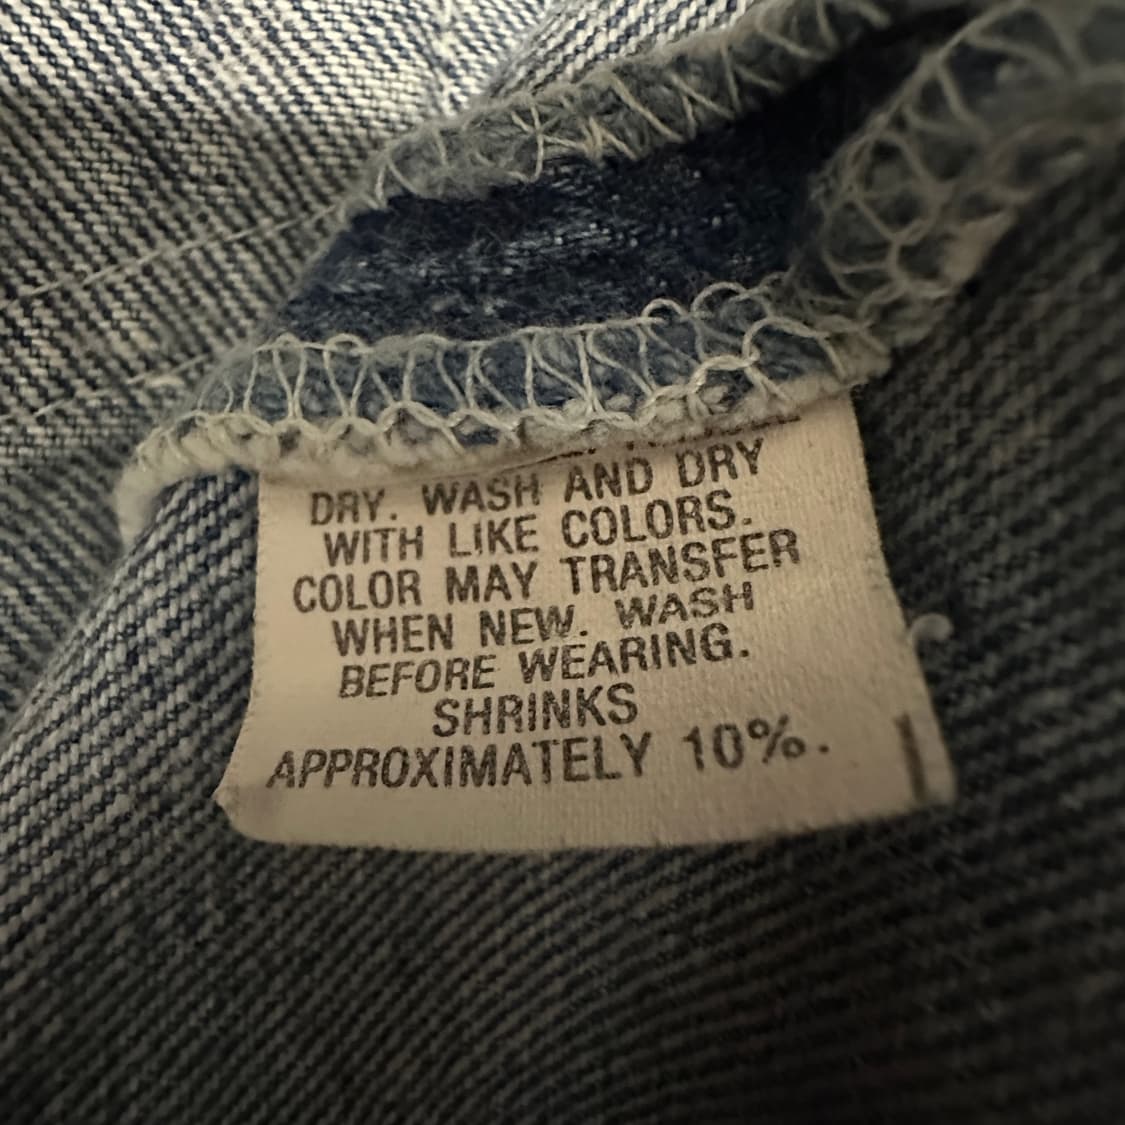 DRY. WASH AND DRY
WITH LIKE COLORS.
COLOR MAY TRANSFER
WHEN NEW. WASH
BEFORE WEARING.
SHRINKS
APPROXIMATELY 10%.